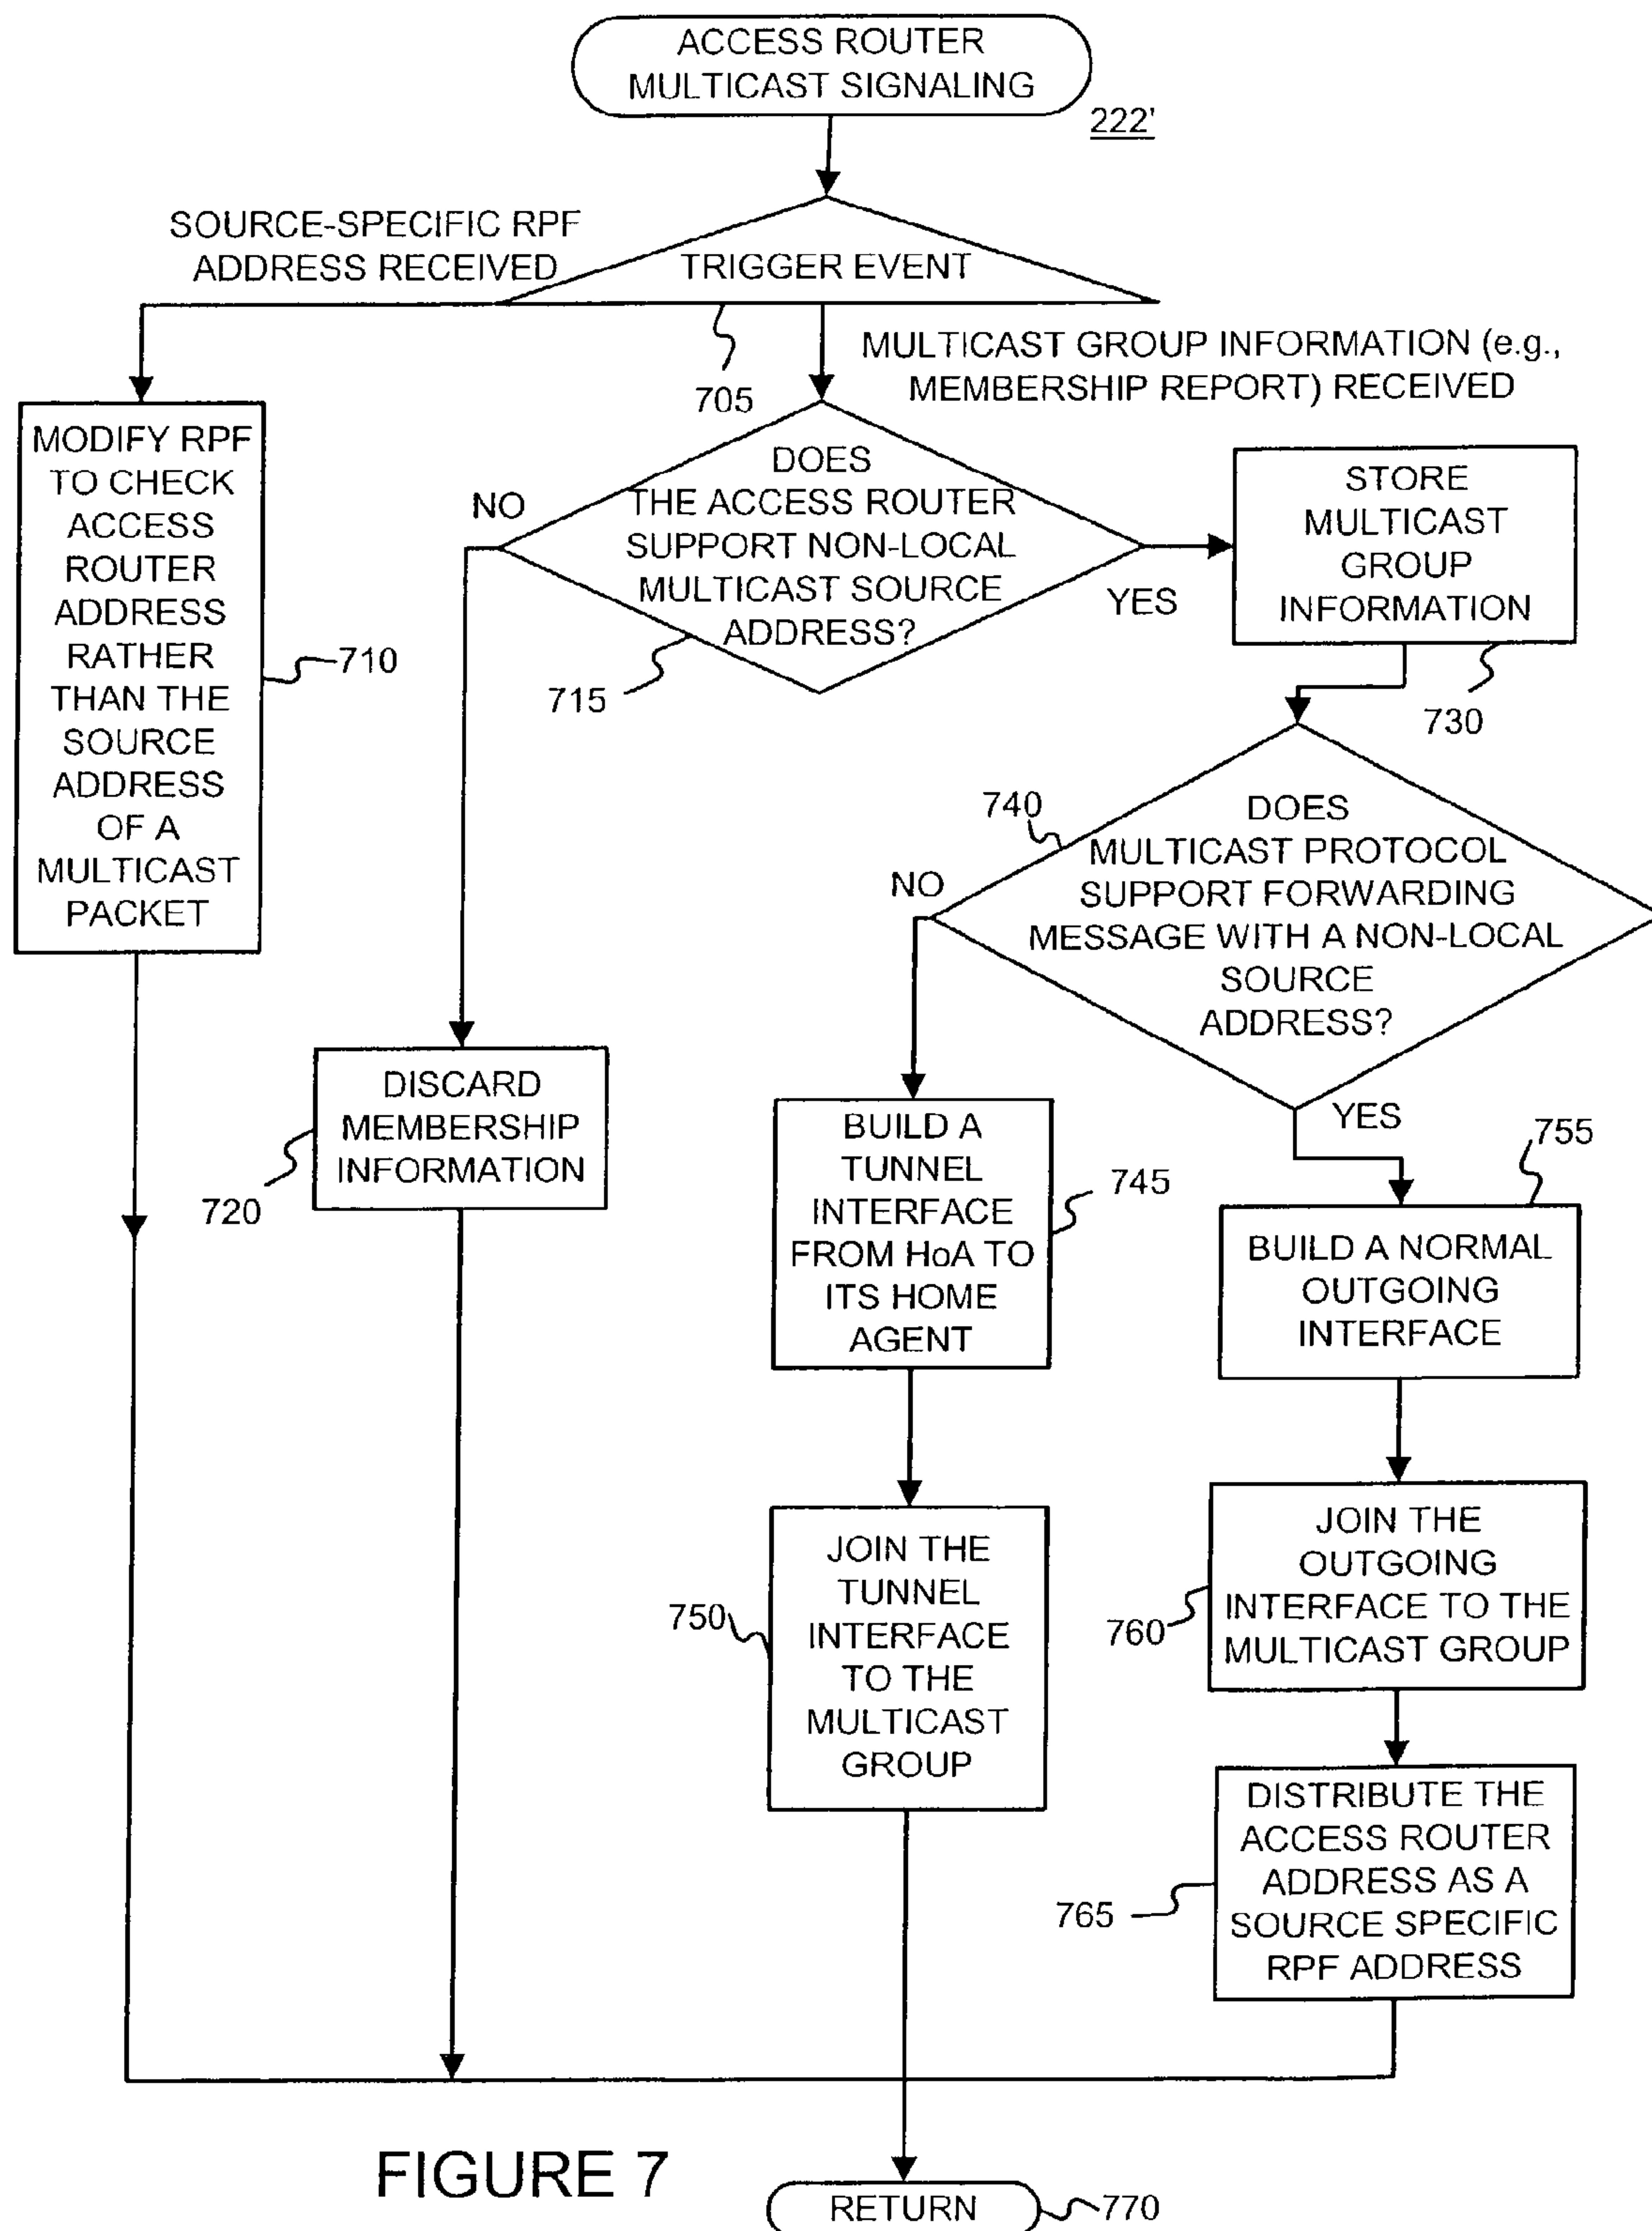 ACCESS ROUTER
MULTICAST SIGNALING
222'
SOURCE-SPECIFIC RPF
ADDRESS RECEIVED
TRIGGER EVENT
705
MULTICAST GROUP INFORMATION (e.g.,
MEMBERSHIP REPORT) RECEIVED
MODIFY RPF
TO CHECK
ACCESS
ROUTER
ADDRESS
RATHER
THAN THE
SOURCE
ADDRESS
OF A
MULTICAST
PACKET
710
NO
DOES
THE ACCESS ROUTER
SUPPORT NON-LOCAL
MULTICAST SOURCE
ADDRESS?
715
YES
STORE
MULTICAST
GROUP
INFORMATION
730
740
NO
DOES
MULTICAST PROTOCOL
SUPPORT FORWARDING
MESSAGE WITH A NON-LOCAL
SOURCE
ADDRESS?
YES
DISCARD
MEMBERSHIP
INFORMATION
720
BUILD A
TUNNEL
INTERFACE
FROM HoA TO
ITS HOME
AGENT
745
755
BUILD A NORMAL
OUTGOING
INTERFACE
JOIN THE
TUNNEL
INTERFACE
TO THE
MULTICAST
GROUP
750
JOIN THE
OUTGOING
INTERFACE TO THE
MULTICAST GROUP
760
DISTRIBUTE THE
ACCESS ROUTER
ADDRESS AS A
SOURCE SPECIFIC
RPF ADDRESS
765
FIGURE 7
RETURN
770